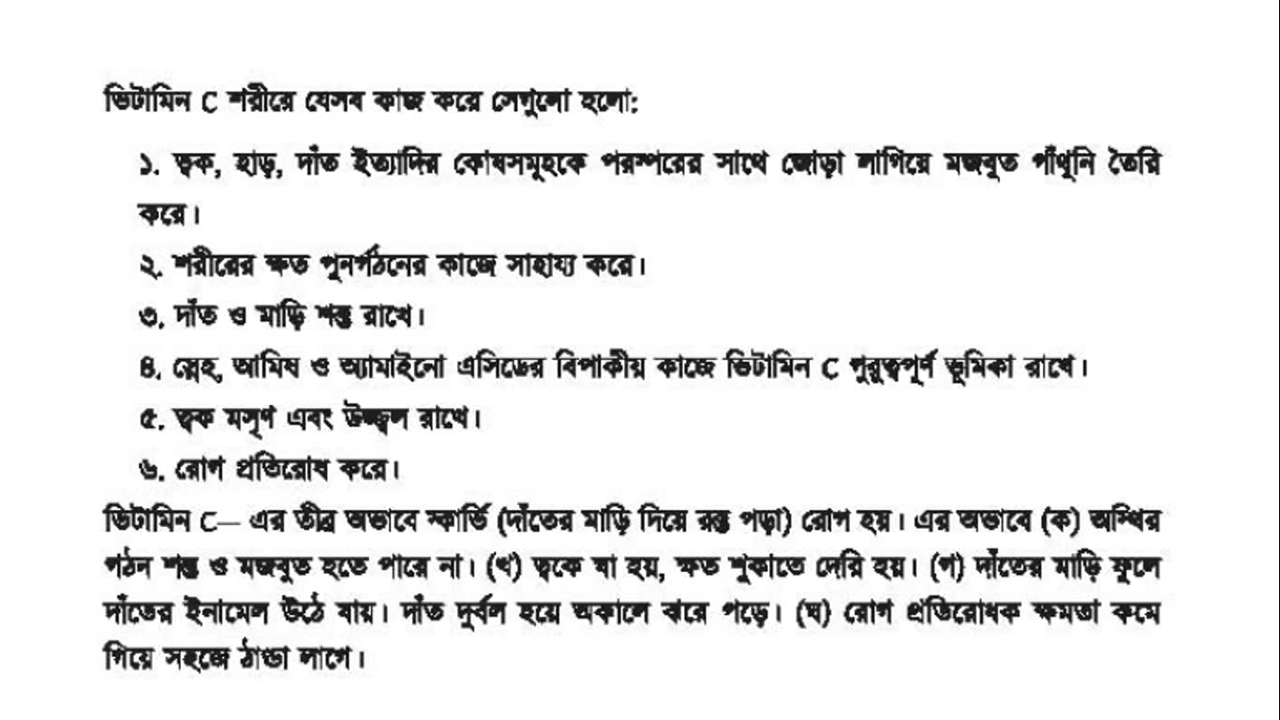 ভিটামিন C শরীরে যেসব কাজ করে সেগুলো হলো:
১. ত্বক, হাড়, দাঁত ইত্যাদির কোষসমূহকে পরস্পরের সাথে জোড়া লাগিয়ে মজবুত গাঁথুনি তৈরি
করে।
২. শরীরের ক্ষত পুনর্গঠনের কাজে সাহায্য করে।
৩. দাঁত ও মাড়ি শক্ত রাখে।
৪. স্নেহ, আমিষ ও অ্যামাইনো এসিডের বিপাকীয় কাজে ভিটামিন C গুরুত্বপূর্ণ ভূমিকা রাখে।
৫. ত্বক মসৃণ এবং উজ্জ্বল রাখে।
৬. রোগ প্রতিরোধ করে।
ভিটামিন C— এর তীব্র অভাবে স্কার্ভি (দাঁতের মাড়ি দিয়ে রক্ত পড়া) রোগ হয়। এর অভাবে (ক) অস্থির
গঠন শক্ত ও মজবুত হতে পারে না। (খ) ত্বকে ঘা হয়, ক্ষত শুকাতে দেরি হয়। (গ) দাঁতের মাড়ি ফুলে
দাঁতের ইনামেল উঠে যায়। দাঁত দুর্বল হয়ে অকালে ঝরে পড়ে। (ঘ) রোগ প্রতিরোধক ক্ষমতা কমে
গিয়ে সহজে ঠাণ্ডা লাগে।